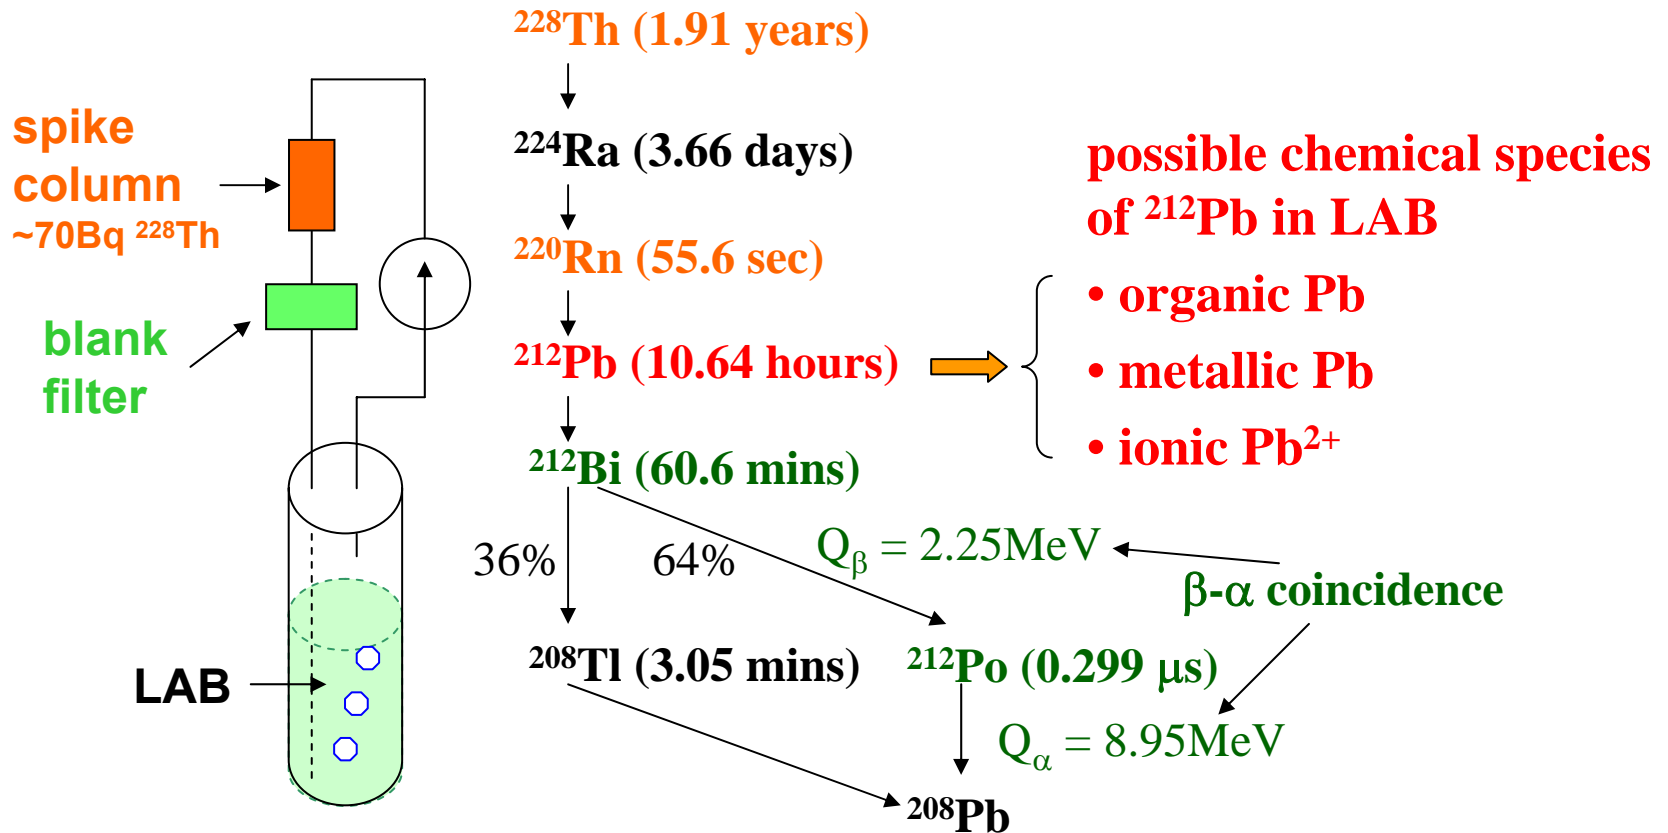 ²²⁸Th (1.91 years)
spike
column
~70Bq ²²⁸Th
blank
filter
LAB
²²⁴Ra (3.66 days)
²²⁰Rn (55.6 sec)
²¹²Pb (10.64 hours)
²¹²Bi (60.6 mins)
36%
64%
²⁰⁸Tl (3.05 mins)
²¹²Po (0.299 μs)
²⁰⁸Pb
possible chemical species
of ²¹²Pb in LAB
• organic Pb
• metallic Pb
• ionic Pb²⁺
Qβ = 2.25MeV
β-α coincidence
Qα = 8.95MeV